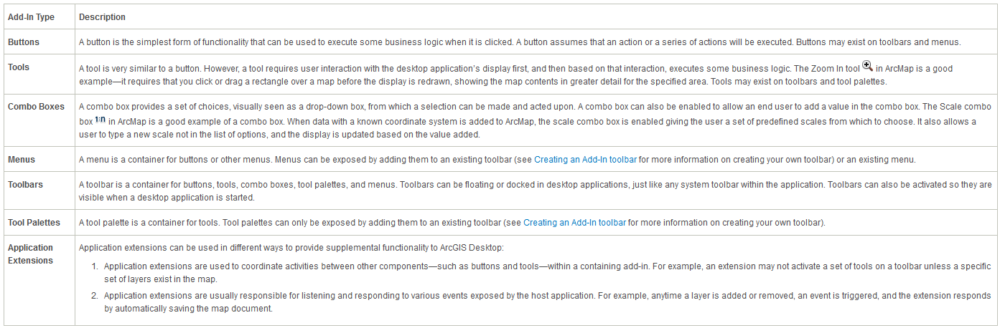 Add-In Type Description
Buttons A button is the simplest form of functionality that can be used to execute some business logic when it is clicked. A button assumes that an action or a series of actions will be executed. Buttons may exist on toolbars and menus.
Tools A tool is very similar to a button. However, a tool requires user interaction with the desktop application's display first, and then based on that interaction, executes some business logic. The Zoom In tool in ArcMap is a good
example—it requires that you click or drag a rectangle over a map before the display is redrawn, showing the map contents in greater detail for the specified area. Tools may exist on toolbars and tool palettes.
Combo Boxes A combo box provides a set of choices, visually seen as a drop-down box, from which a selection can be made and acted upon. A combo box can also be enabled to allow an end user to add a value in the combo box. The Scale combo
box 1:n in ArcMap is a good example of a combo box. When data with a known coordinate system is added to ArcMap, the scale combo box is enabled giving the user a set of predefined scales from which to choose. It also allows a
user to type a new scale not in the list of options, and the display is updated based on the value added.
Menus A menu is a container for buttons or other menus. Menus can be exposed by adding them to an existing toolbar (see Creating an Add-In toolbar for more information on creating your own toolbar) or an existing menu.
Toolbars A toolbar is a container for buttons, tools, combo boxes, tool palettes, and menus. Toolbars can be floating or docked in desktop applications, just like any system toolbar within the application. Toolbars can also be activated so they are
visible when a desktop application is started.
Tool Palettes A tool palette is a container for tools. Tool palettes can only be exposed by adding them to an existing toolbar (see Creating an Add-In toolbar for more information on creating your own toolbar).
Application Extensions Application extensions can be used in different ways to provide supplemental functionality to ArcGIS Desktop:
1. Application extensions are used to coordinate activities between other components—such as buttons and tools—within a containing add-in. For example, an extension may not activate a set of tools on a toolbar unless a specific
set of layers exist in the map.
2. Application extensions are usually responsible for listening and responding to various events exposed by the host application. For example, anytime a layer is added or removed, an event is triggered, and the extension responds
by automatically saving the map document.